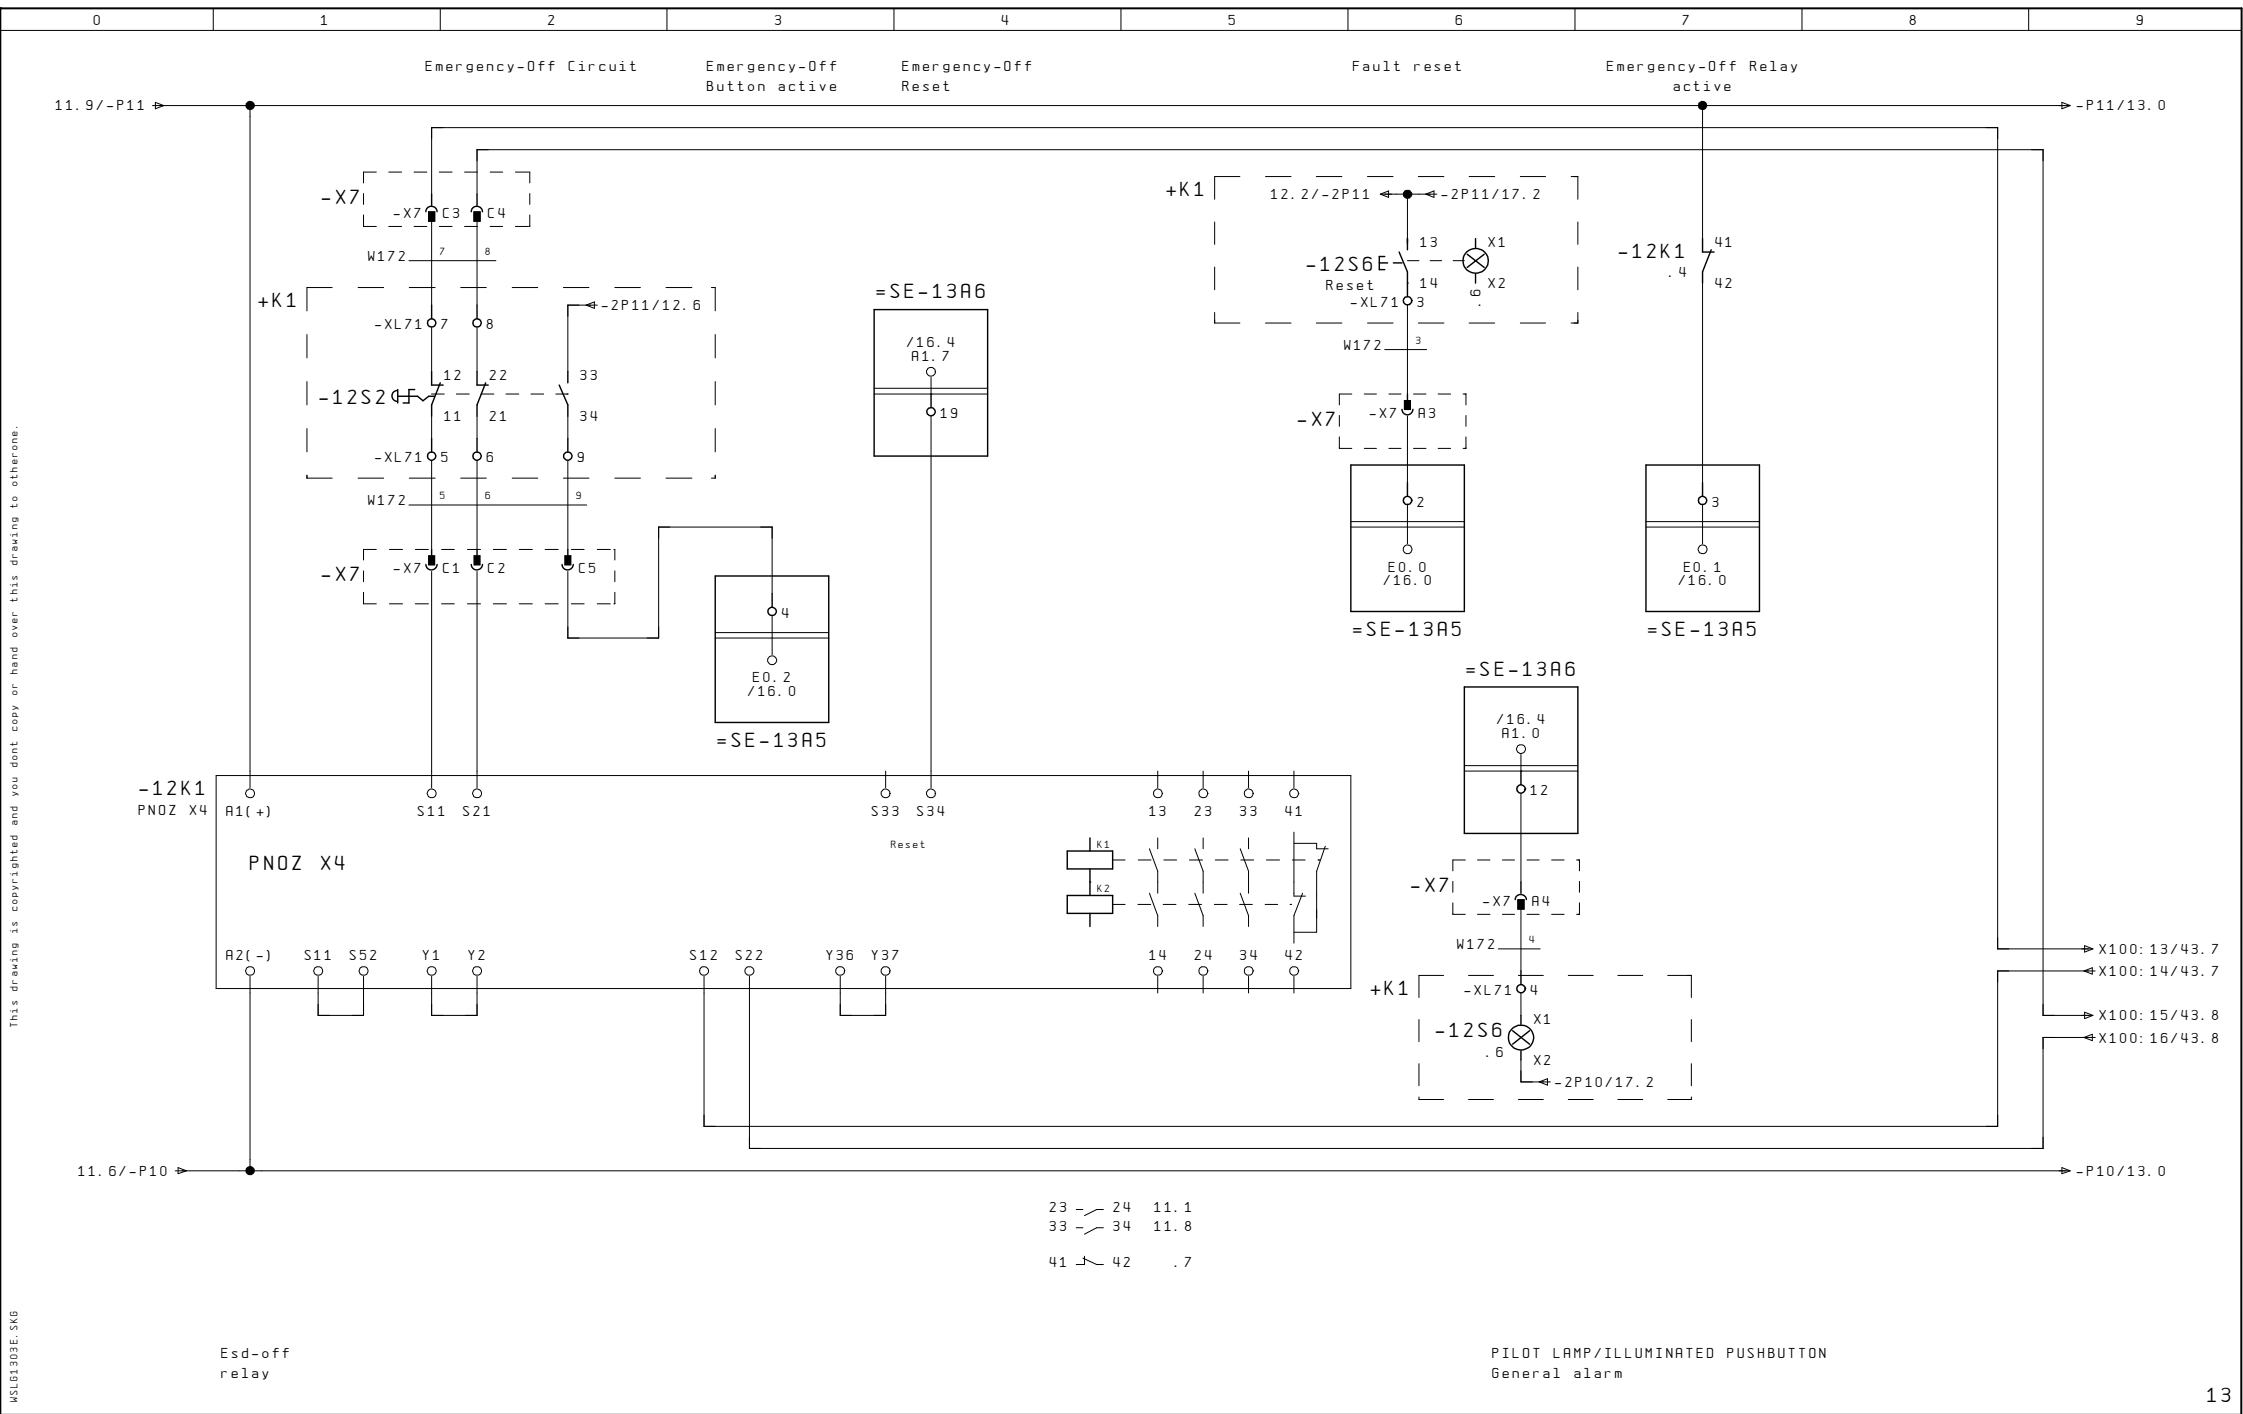 0 1 2 3 4 5 6 7 8 9
Emergency-Off Circuit
Emergency-Off
Button active
Emergency-Off
Reset
Fault reset
Emergency-Off Relay
active
11.9/-P11
-P11/13.0
-X7
-X7 C3 C4
W172 7 8
+K1
-2P11/12.6
-XL71 7 8
-12S2
12 22 33
11 21 34
-XL71 5 6 9
W172 5 6 9
-X7
-X7 C1 C2 C5
4
E0.2
/16.0
=SE-13A5
=SE-13A6
/16.4
A1.7
19
+K1
12.2/-2P11
-2P11/17.2
13
-12S6
Reset
14
X1
X2
.6
-XL71 3
W172 3
-X7
-X7 A3
2
E0.0
/16.0
=SE-13A5
-12K1
.4
41
42
3
E0.1
/16.0
=SE-13A5
=SE-13A6
/16.4
A1.0
12
-X7
-X7 A4
W172 4
+K1
-XL71 4
-12S6
.6
X1
X2
-2P10/17.2
-12K1
PNOZ X4
A1(+) S11 S21 S33 S34 13 23 33 41
Reset
PNOZ X4
K1
K2
A2(-) S11 S52 Y1 Y2 S12 S22 Y36 Y37 14 24 34 42
X100:13/43.7
X100:14/43.7
X100:15/43.8
X100:16/43.8
11.6/-P10
-P10/13.0
23 24 11.1
33 34 11.8
41 42 .7
Esd-off
relay
PILOT LAMP/ILLUMINATED PUSHBUTTON
General alarm
13
This drawing is copyrighted and you dont copy or hand over this drawing to otherone.
WSLG1303E.SKG